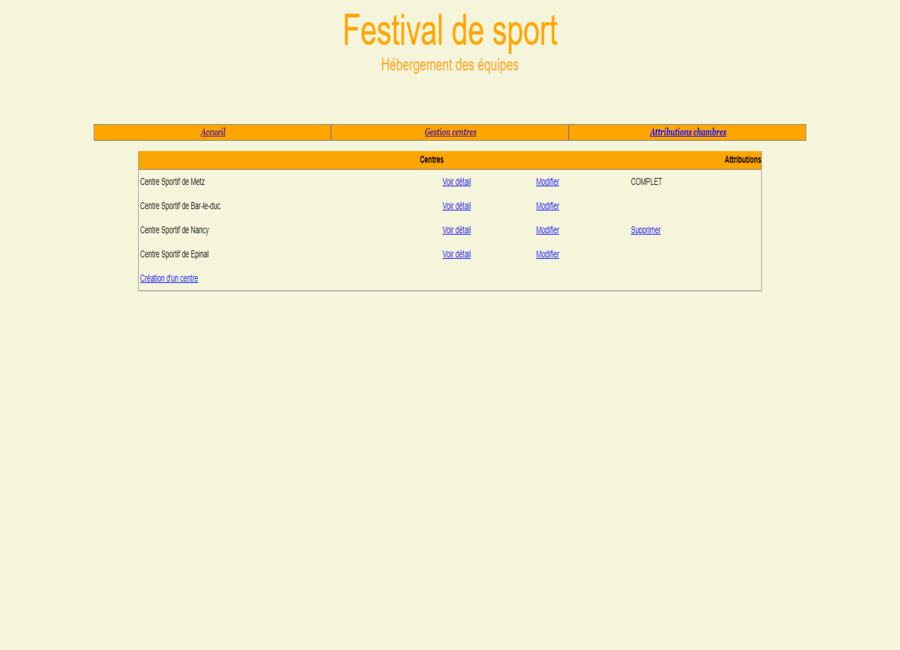 Festival de sport
Hébergement des équipes
Accueil Gestion centres Attributions chambres
Centres Attributions
Centre Sportif de Metz Voir détail Modifier COMPLET
Centre Sportif de Bar-le-duc Voir détail Modifier
Centre Sportif de Nancy Voir détail Modifier Supprimer
Centre Sportif de Epinal Voir détail Modifier
Création d'un centre